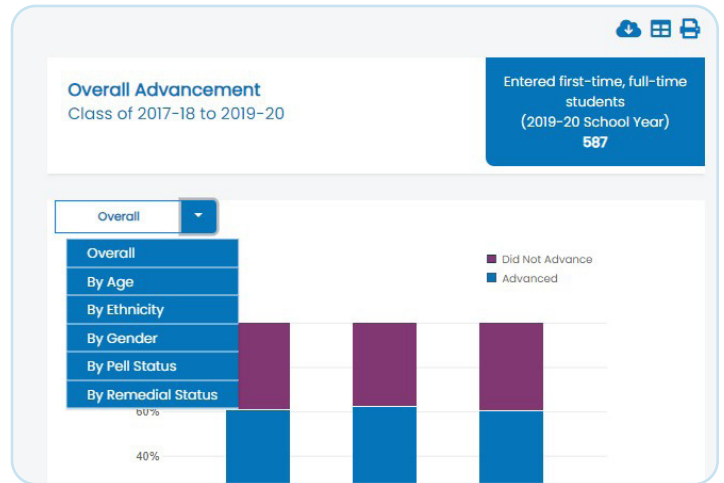 Overall Advancement
Class of 2017-18 to 2019-20
Entered first-time, full-time
students
(2019-20 School Year)
587
Overall
Overall
By Age
By Ethnicity
By Gender
By Pell Status
By Remedial Status
Did Not Advance
Advanced
60%
40%